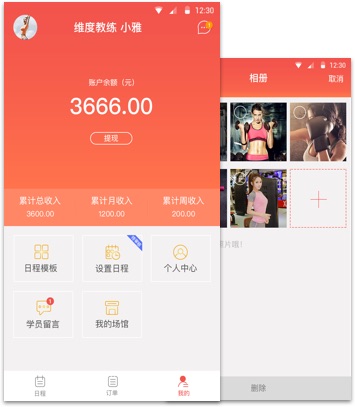 12:30
维度教练 小雅
账户余额（元）
3666.00
提现
累计总收入 累计月收入 累计周收入
3600.00 1200.00 200.00
日程模板 设置日程 个人中心
1
学员留言 我的场馆
日程 订单 我的
12:30
相册 取消
片哦！
删除